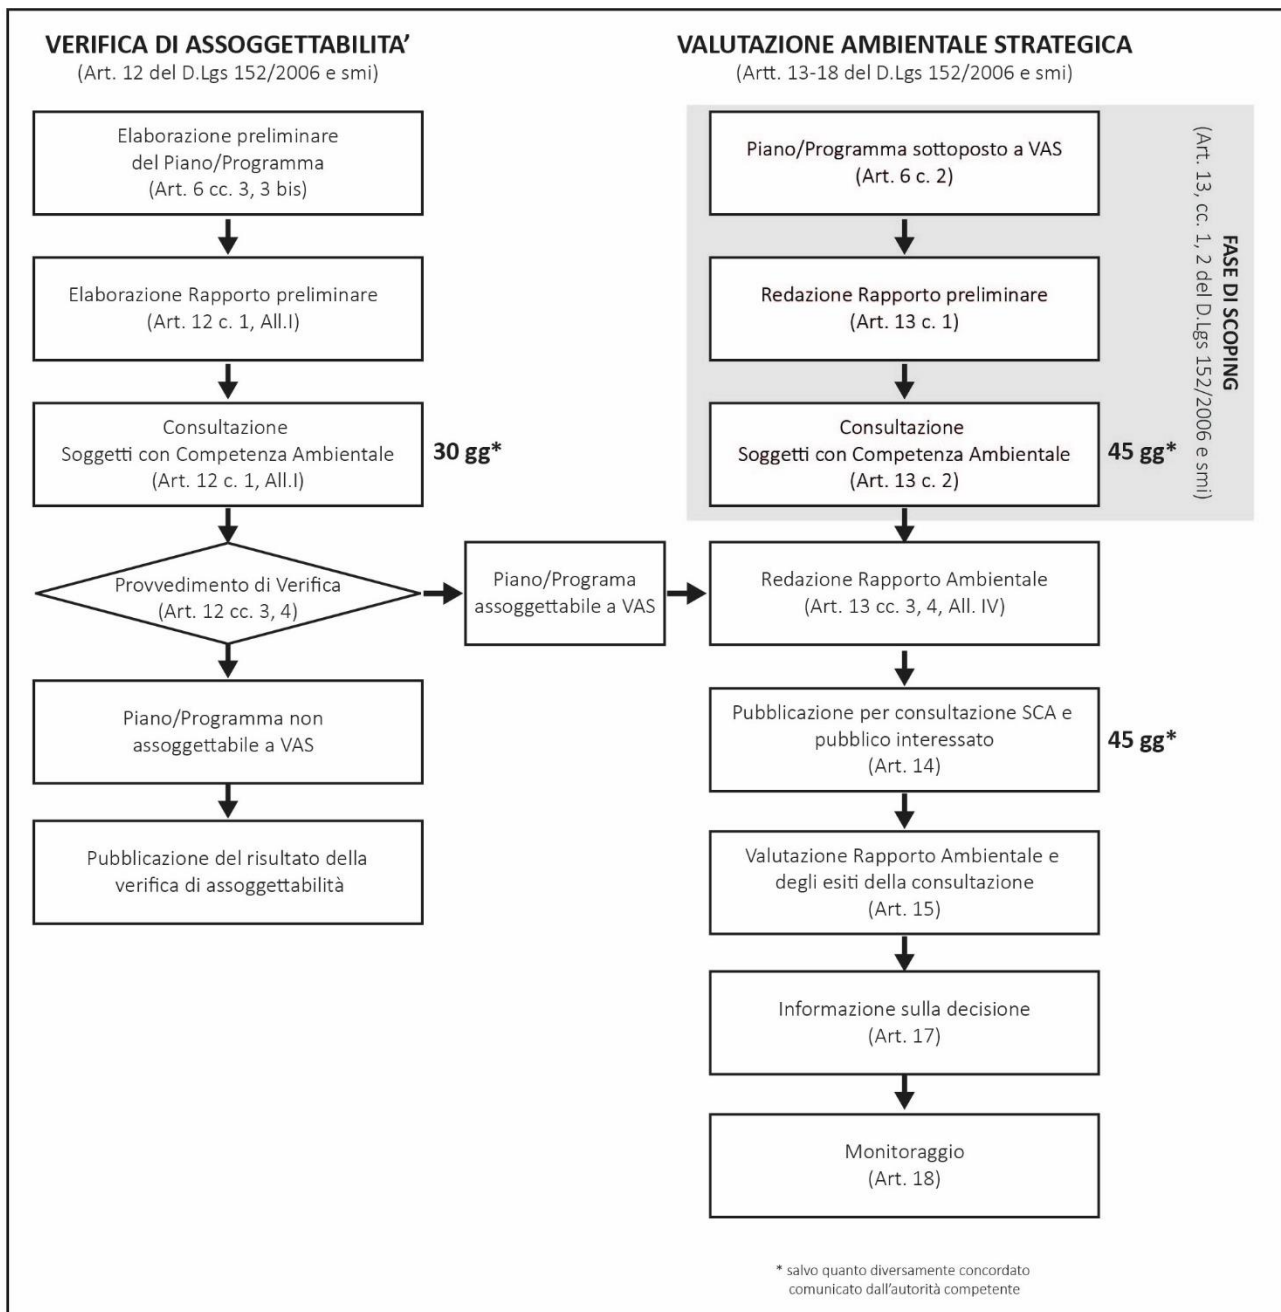 VERIFICA DI ASSOGGETTABILITA’
(Art. 12 del D.Lgs 152/2006 e smi)
Elaborazione preliminare
del Piano/Programma
(Art. 6 cc. 3, 3 bis)
Elaborazione Rapporto preliminare
(Art. 12 c. 1, All.I)
Consultazione
Soggetti con Competenza Ambientale
(Art. 12 c. 1, All.I)
30 gg*
Provvedimento di Verifica
(Art. 12 cc. 3, 4)
Piano/Programa
assoggettabile a VAS
Piano/Programma non
assoggettabile a VAS
Pubblicazione del risultato della
verifica di assoggettabilità
VALUTAZIONE AMBIENTALE STRATEGICA
(Artt. 13-18 del D.Lgs 152/2006 e smi)
Piano/Programma sottoposto a VAS
(Art. 6 c. 2)
Redazione Rapporto preliminare
(Art. 13 c. 1)
Consultazione
Soggetti con Competenza Ambientale
(Art. 13 c. 2)
45 gg*
FASE DI SCOPING
(Art. 13, cc. 1, 2 del D.Lgs 152/2006 e smi)
Redazione Rapporto Ambientale
(Art. 13 cc. 3, 4, All. IV)
Pubblicazione per consultazione SCA e
pubblico interessato
(Art. 14)
45 gg*
Valutazione Rapporto Ambientale e
degli esiti della consultazione
(Art. 15)
Informazione sulla decisione
(Art. 17)
Monitoraggio
(Art. 18)
* salvo quanto diversamente concordato
comunicato dall’autorità competente